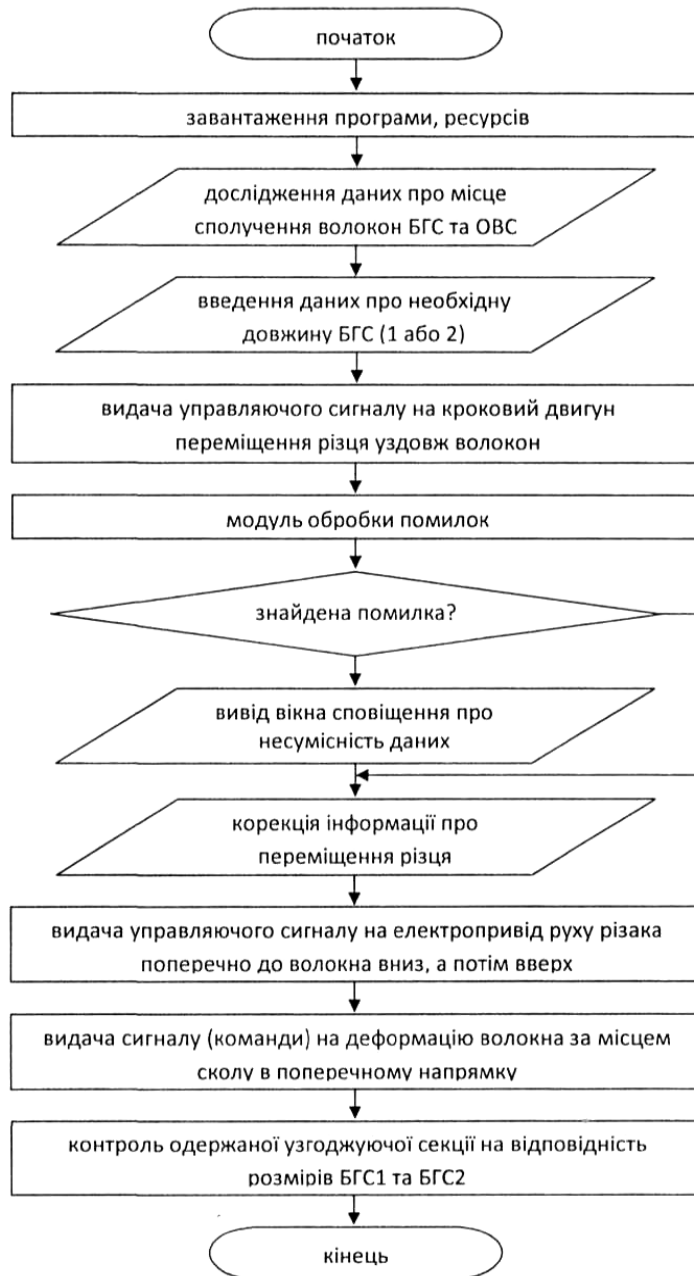 початок
завантаження програми, ресурсів
дослідження даних про місце
сполучення волокон БГС та ОВС
введення даних про необхідну
довжину БГС (1 або 2)
видача управляючого сигналу на кроковий двигун
переміщення різця уздовж волокон
модуль обробки помилок
знайдена помилка?
вивід вікна сповіщення про
несумісність даних
корекція інформації про
переміщення різця
видача управляючого сигналу на електропривід руху різака
поперечно до волокна вниз, а потім вверх
видача сигналу (команди) на деформацію волокна за місцем
сколу в поперечному напрямку
контроль одержаної узгоджуючої секції на відповідність
розмірів БГС1 та БГС2
кінець